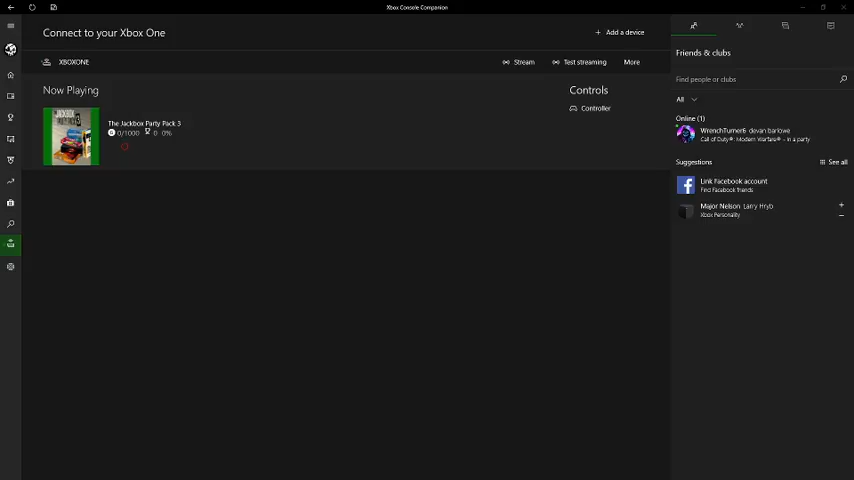 Xbox Console Companion
Connect to your Xbox One
Add a device
XBOXONE
Stream
Test streaming
More
Now Playing
The Jackbox Party Pack 3
0/1000 0 0%
Controls
Controller
Friends & clubs
Find people or clubs
All
Online (1)
WrenchTurner6 devan barlowe
Call of Duty®: Modern Warfare® - In a party
Suggestions
See all
Link Facebook account
Find Facebook friends
Major Nelson Larry Hryb
Xbox Personality